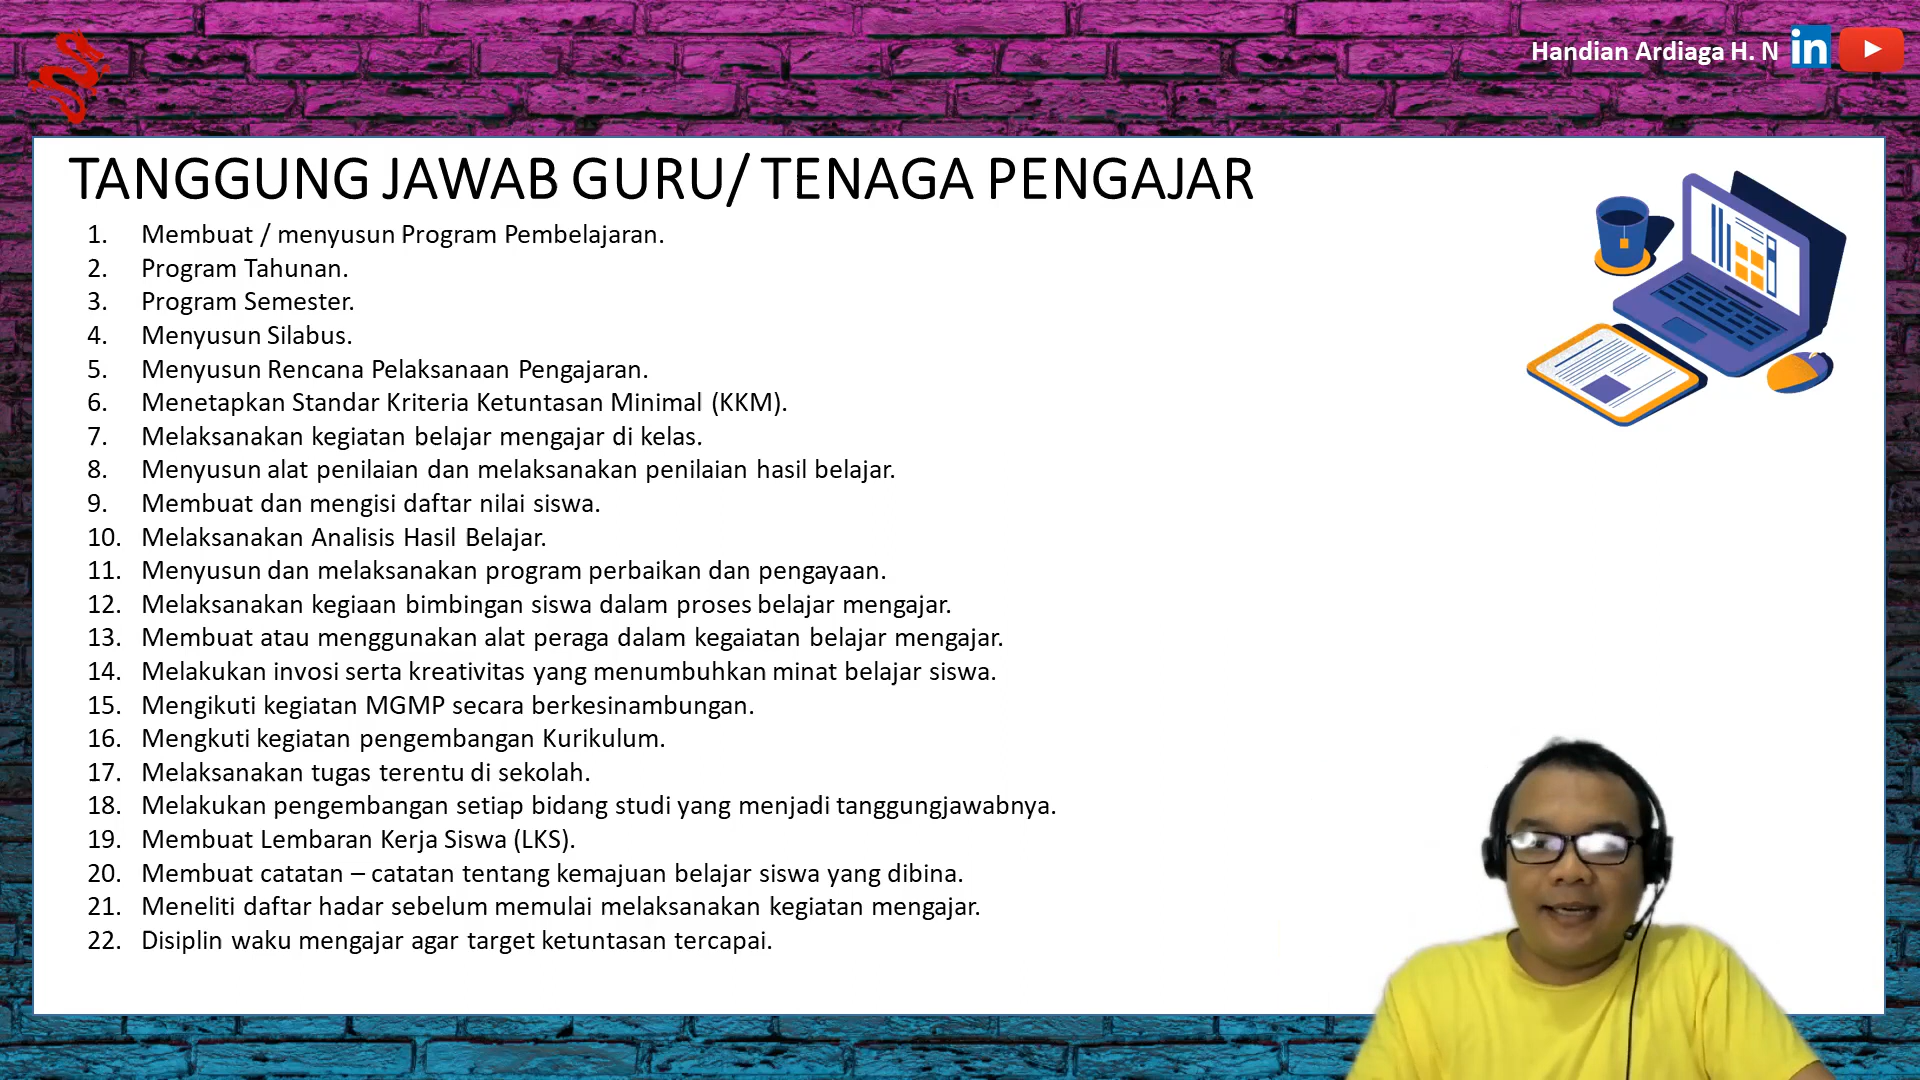 Handian Ardiaga H. N in
TANGGUNG JAWAB GURU/ TENAGA PENGAJAR
1. Membuat / menyusun Program Pembelajaran.
2. Program Tahunan.
3. Program Semester.
4. Menyusun Silabus.
5. Menyusun Rencana Pelaksanaan Pengajaran.
6. Menetapkan Standar Kriteria Ketuntasan Minimal (KKM).
7. Melaksanakan kegiatan belajar mengajar di kelas.
8. Menyusun alat penilaian dan melaksanakan penilaian hasil belajar.
9. Membuat dan mengisi daftar nilai siswa.
10. Melaksanakan Analisis Hasil Belajar.
11. Menyusun dan melaksanakan program perbaikan dan pengayaan.
12. Melaksanakan kegiaan bimbingan siswa dalam proses belajar mengajar.
13. Membuat atau menggunakan alat peraga dalam kegaiatan belajar mengajar.
14. Melakukan invosi serta kreativitas yang menumbuhkan minat belajar siswa.
15. Mengikuti kegiatan MGMP secara berkesinambungan.
16. Mengkuti kegiatan pengembangan Kurikulum.
17. Melaksanakan tugas terentu di sekolah.
18. Melakukan pengembangan setiap bidang studi yang menjadi tanggungjawabnya.
19. Membuat Lembaran Kerja Siswa (LKS).
20. Membuat catatan – catatan tentang kemajuan belajar siswa yang dibina.
21. Meneliti daftar hadar sebelum memulai melaksanakan kegiatan mengajar.
22. Disiplin waku mengajar agar target ketuntasan tercapai.